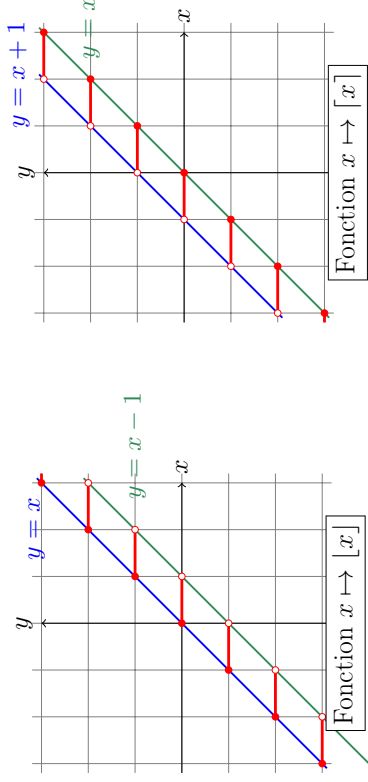 y
y = x
y = x − 1
x
Fonction x ↦ ⌊x⌋
y
y = x + 1
y = x
x
Fonction x ↦ ⌈x⌉